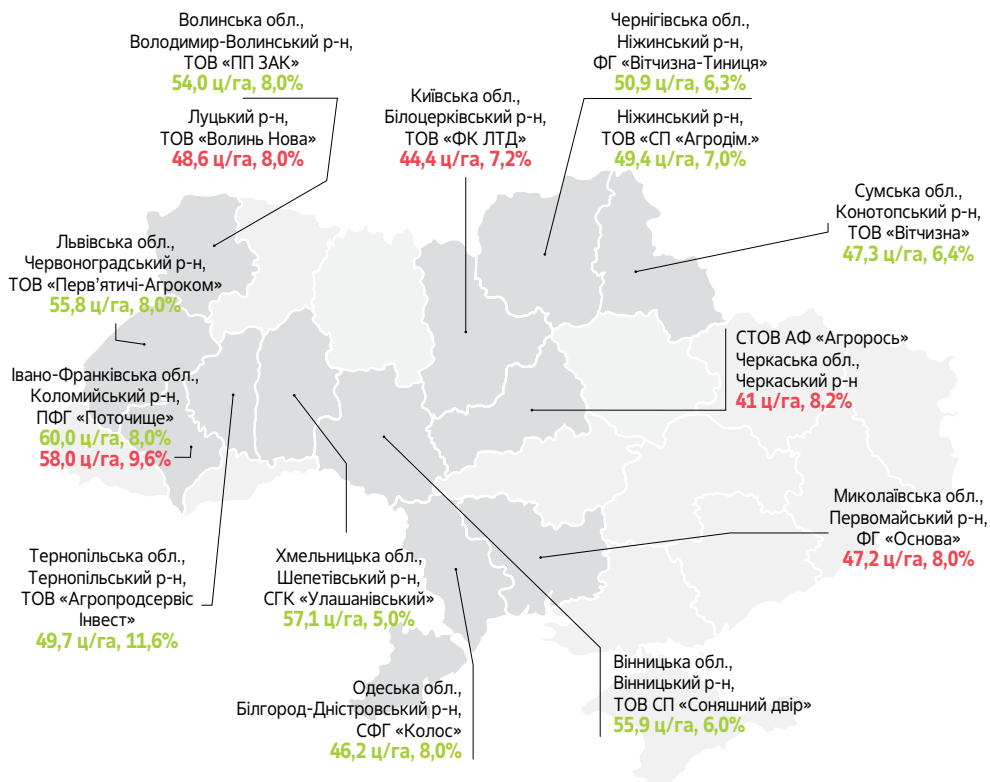 Волинська обл.,
Володимир-Волинський р-н,
ТОВ «ПП ЗАК»
54,0 ц/га, 8,0%
Луцький р-н,
ТОВ «Волинь Нова»
48,6 ц/га, 8,0%
Київська обл.,
Білоцерківський р-н,
ТОВ «ФК ЛТД»
44,4 ц/га, 7,2%
Чернігівська обл.,
Ніжинський р-н,
ФГ «Вітчизна-Тиниця»
50,9 ц/га, 6,3%
Ніжинський р-н,
ТОВ «СП «Агродім.»
49,4 ц/га, 7,0%
Сумська обл.,
Конотопський р-н,
ТОВ «Вітчизна»
47,3 ц/га, 6,4%
Львівська обл.,
Червоноградський р-н,
ТОВ «Перв’ятичі-Агроком»
55,8 ц/га, 8,0%
СТОВ АФ «Агрорось»
Черкаська обл.,
Черкаський р-н
41 ц/га, 8,2%
Івано-Франківська обл.,
Коломийський р-н,
ПФГ «Поточище»
60,0 ц/га, 8,0%
58,0 ц/га, 9,6%
Миколаївська обл.,
Первомайський р-н,
ФГ «Основа»
47,2 ц/га, 8,0%
Тернопільська обл.,
Тернопільський р-н,
ТОВ «Агропродсервіс
Інвест»
49,7 ц/га, 11,6%
Хмельницька обл.,
Шепетівський р-н,
СГК «Улашанівський»
57,1 ц/га, 5,0%
Вінницька обл.,
Вінницький р-н,
ТОВ СП «Соняшний двір»
55,9 ц/га, 6,0%
Одеська обл.,
Білгород-Дністровський р-н,
СФГ «Колос»
46,2 ц/га, 8,0%